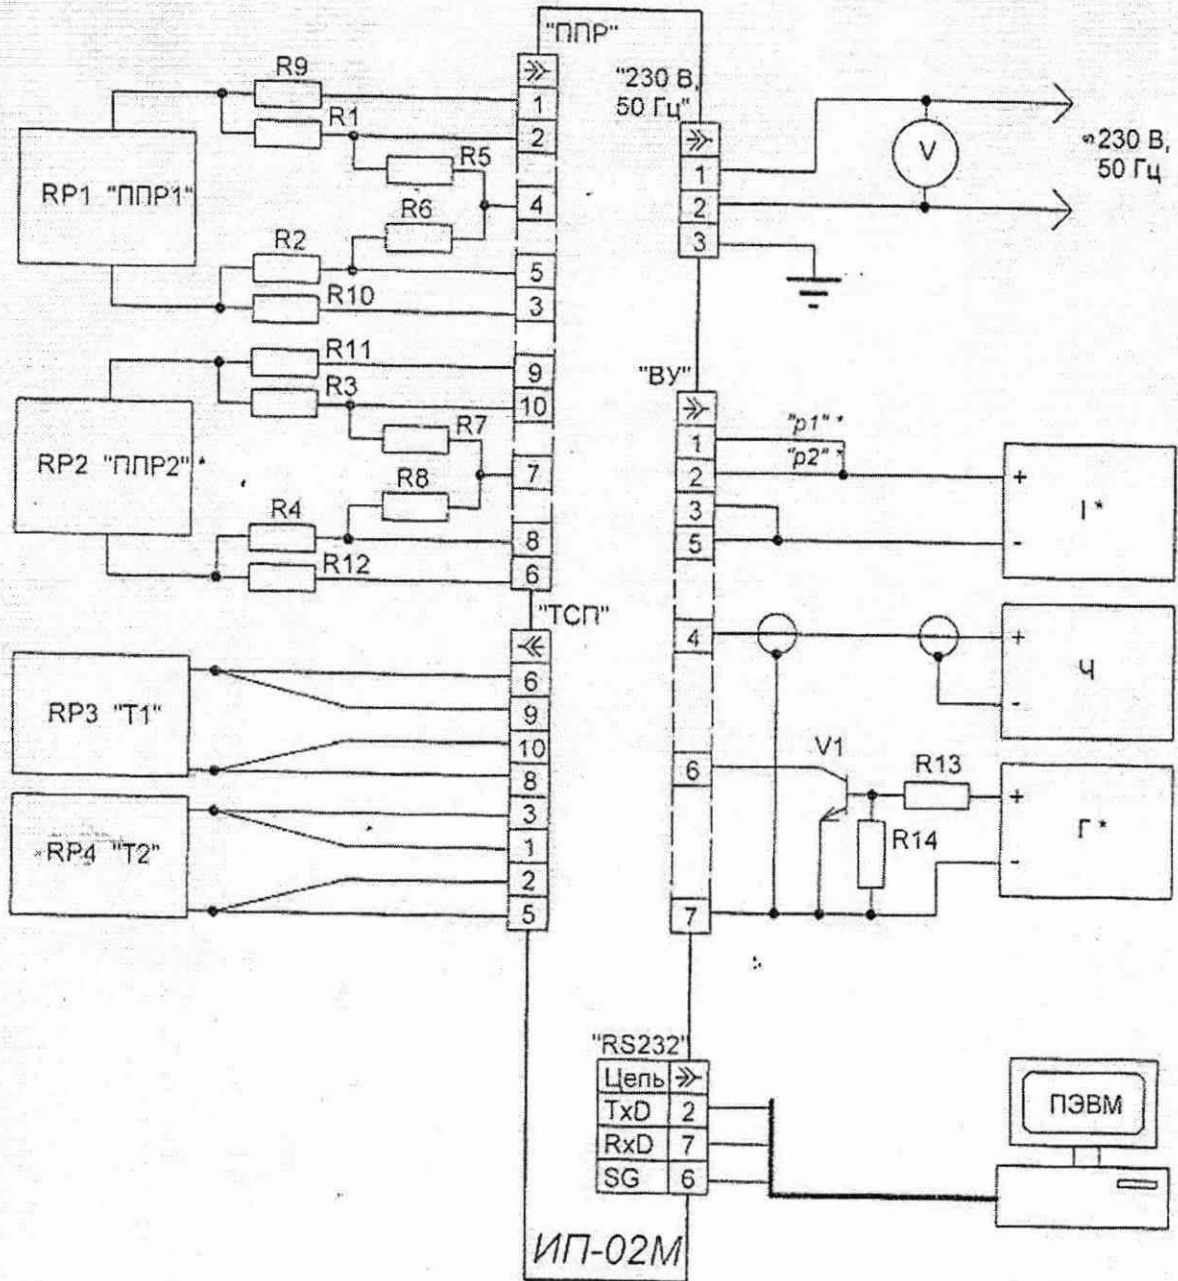 "ППР"
R9
1
R1
2
R5
RP1 "ППР1"
4
R6
R2
5
R10
3
R11
9
R3
10
R7
RP2 "ППР2" *
7
R8
R4
8
R12
6
"ТСП"
6
RP3 "Т1"
9
10
8
3
RP4 "Т2"
1
2
5
"230 В,
50 Гц"
1
2
3
V
230 В,
50 Гц
"ВУ"
1
"p1" *
2
"p2" *
3
5
+
I *
-
4
+
Ч
-
6
V1
R13
+
R14
Г *
-
7
"RS232"
Цепь
TxD 2
RxD 7
SG 6
ПЭВМ
ИП-02М